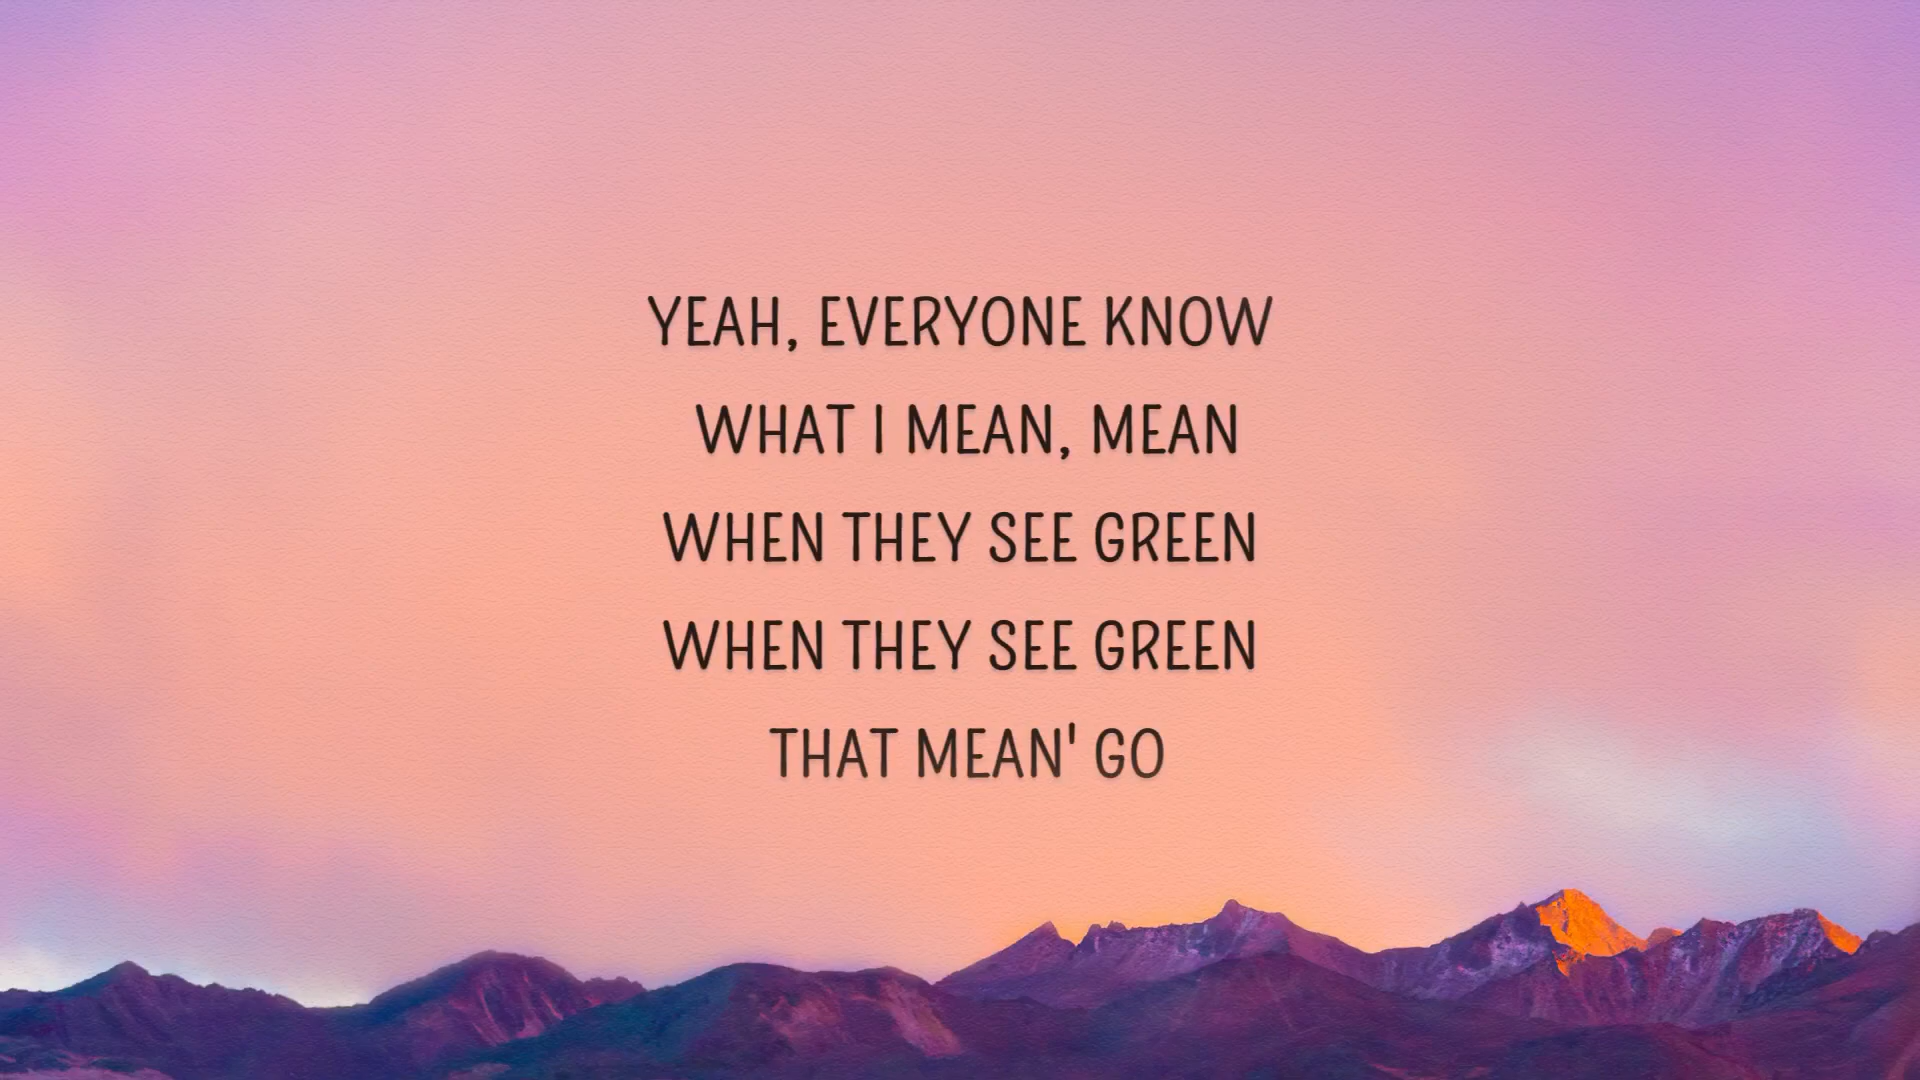 YEAH, EVERYONE KNOW
WHAT I MEAN, MEAN
WHEN THEY SEE GREEN
WHEN THEY SEE GREEN
THAT MEAN' GO